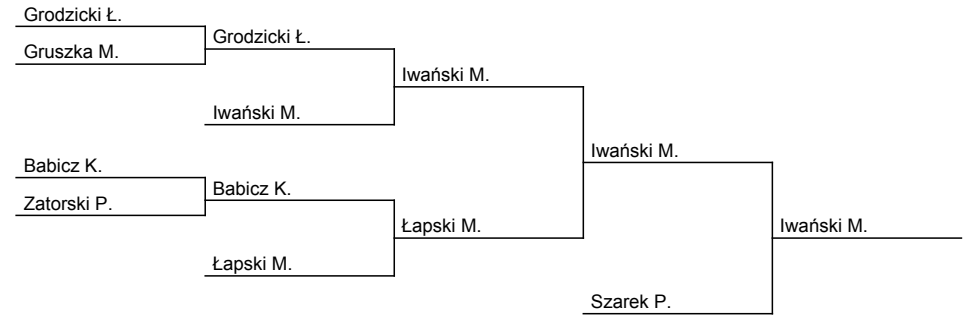 Grodzicki Ł.
Gruszka M.
Grodzicki Ł.
Iwański M.
Iwański M.
Babicz K.
Zatorski P.
Babicz K.
Łapski M.
Łapski M.
Iwański M.
Szarek P.
Iwański M.